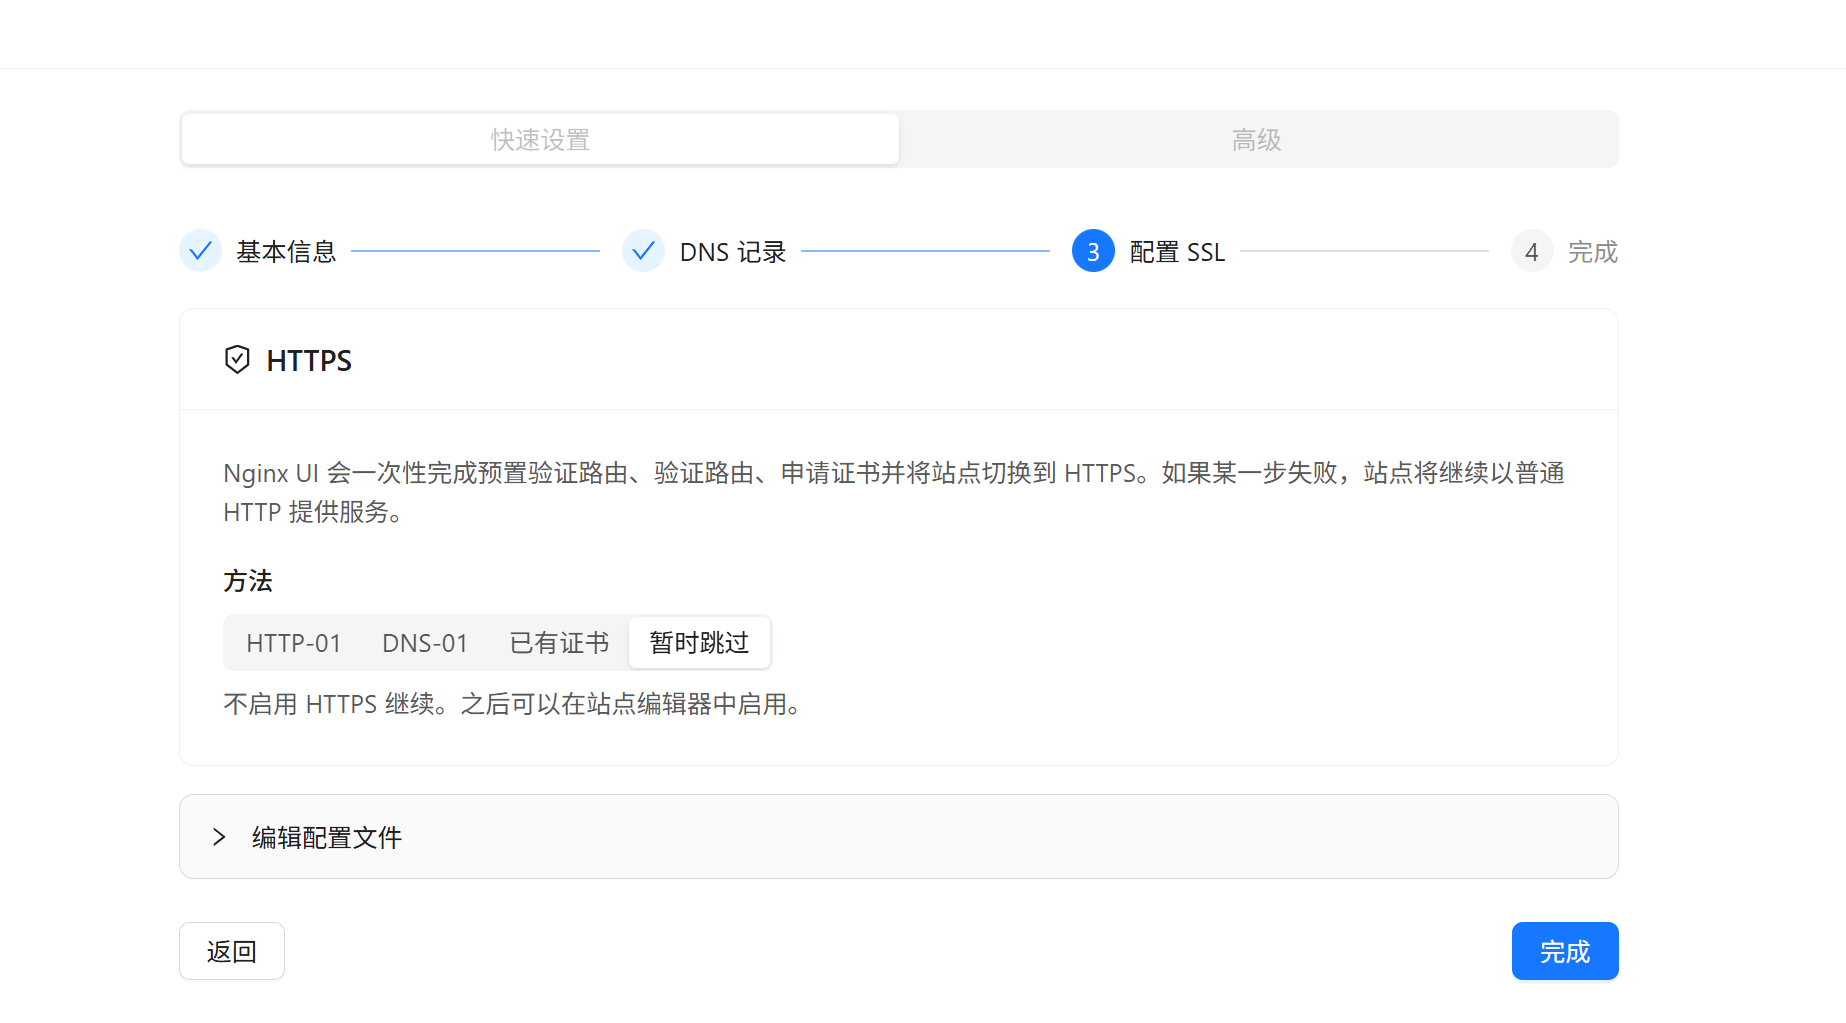 快速设置
高级
基本信息
DNS 记录
3 配置 SSL
4 完成
HTTPS
Nginx UI 会一次性完成预置验证路由、验证路由、申请证书并将站点切换到 HTTPS。如果某一步失败，站点将继续以普通
HTTP 提供服务。
方法
HTTP-01 DNS-01 已有证书 暂时跳过
不启用 HTTPS 继续。之后可以在站点编辑器中启用。
编辑配置文件
返回
完成